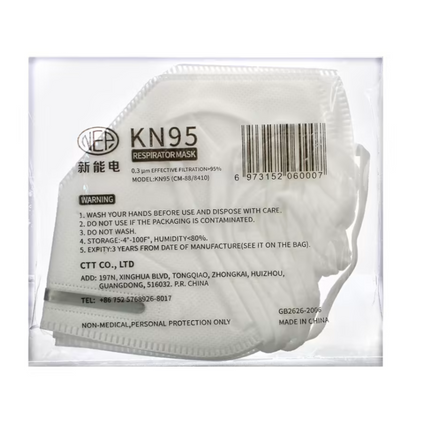 NEP KN95
新能电 RESPIRATOR MASK
0.3 μm EFFECTIVE FILTRATION≥95%
MODEL:KN95 (CM-88/8410)
6 973152 060007
WARNING
1. WASH YOUR HANDS BEFORE USE AND DISPOSE WITH CARE.
2. DO NOT USE IF THE PACKAGING IS CONTAMINATED.
3. DO NOT WASH.
4. STORAGE:-4°-100F°, HUMIDITY<80%.
5. EXPITY:3 YEARS FROM DATE OF MANUFACTURE(SEE IT ON THE BAG).
CTT CO., LTD
ADD: 197N, XINGHUA BLVD, TONGQIAO, ZHONGKAI, HUIZHOU,
GUANGDONG, 516032. P.R. CHINA
TEL: +86 752 5768926-8017
GB2626-2006
NON-MEDICAL,PERSONAL PROTECTION ONLY
MADE IN CHINA